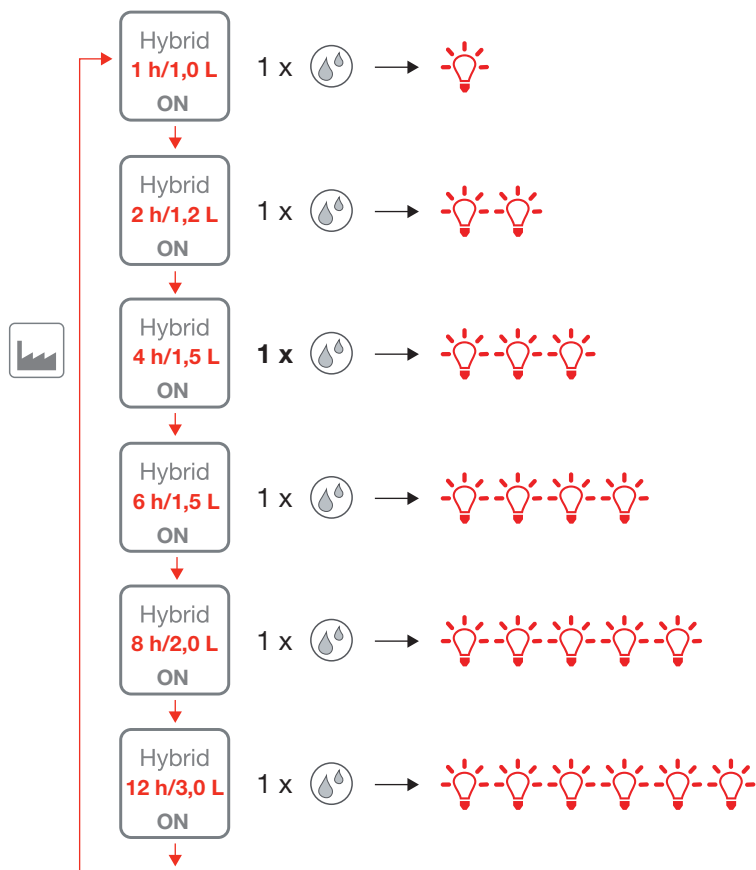 Hybrid
1 h/1,0 L
ON
1 x
Hybrid
2 h/1,2 L
ON
1 x
Hybrid
4 h/1,5 L
ON
1 x
Hybrid
6 h/1,5 L
ON
1 x
Hybrid
8 h/2,0 L
ON
1 x
Hybrid
12 h/3,0 L
ON
1 x